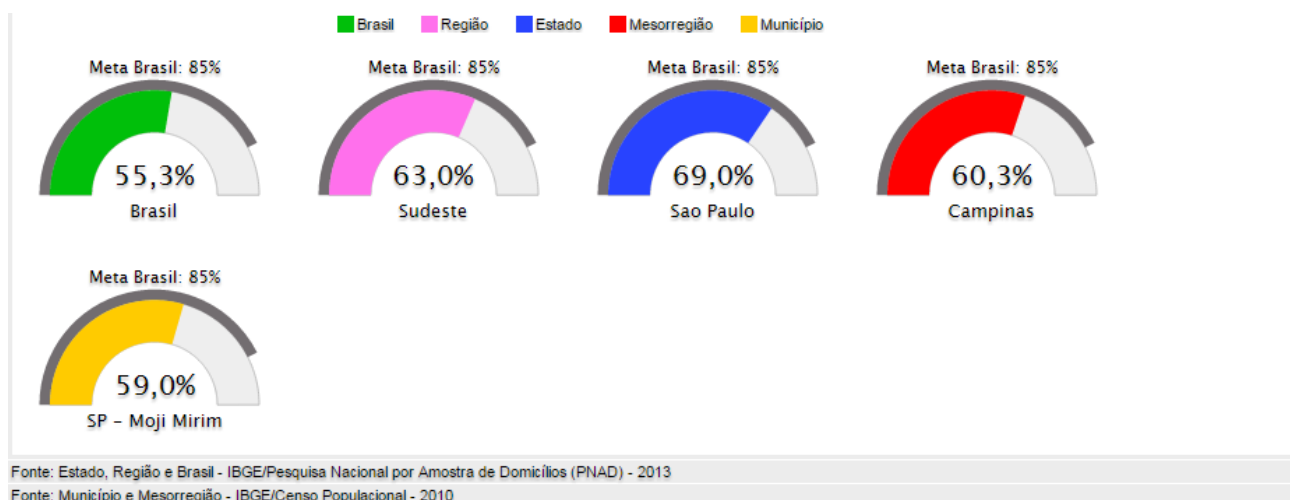 Brasil Região Estado Mesorregião Município
Meta Brasil: 85% Meta Brasil: 85% Meta Brasil: 85% Meta Brasil: 85%
55,3% 63,0% 69,0% 60,3%
Brasil Sudeste Sao Paulo Campinas
Meta Brasil: 85%
59,0%
SP – Moji Mirim
Fonte: Estado, Região e Brasil - IBGE/Pesquisa Nacional por Amostra de Domicílios (PNAD) - 2013
Fonte: Município e Mesorregião - IBGE/Censo Populacional - 2010